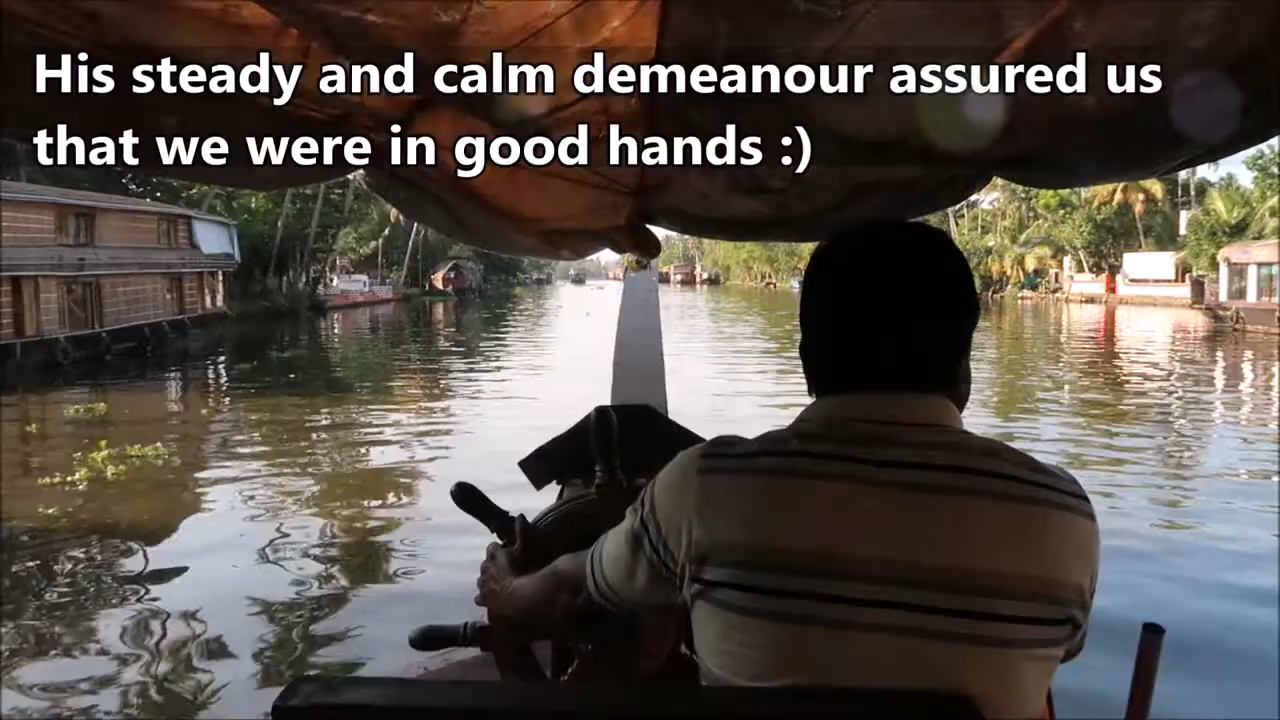 His steady and calm demeanour assured us
that we were in good hands :)